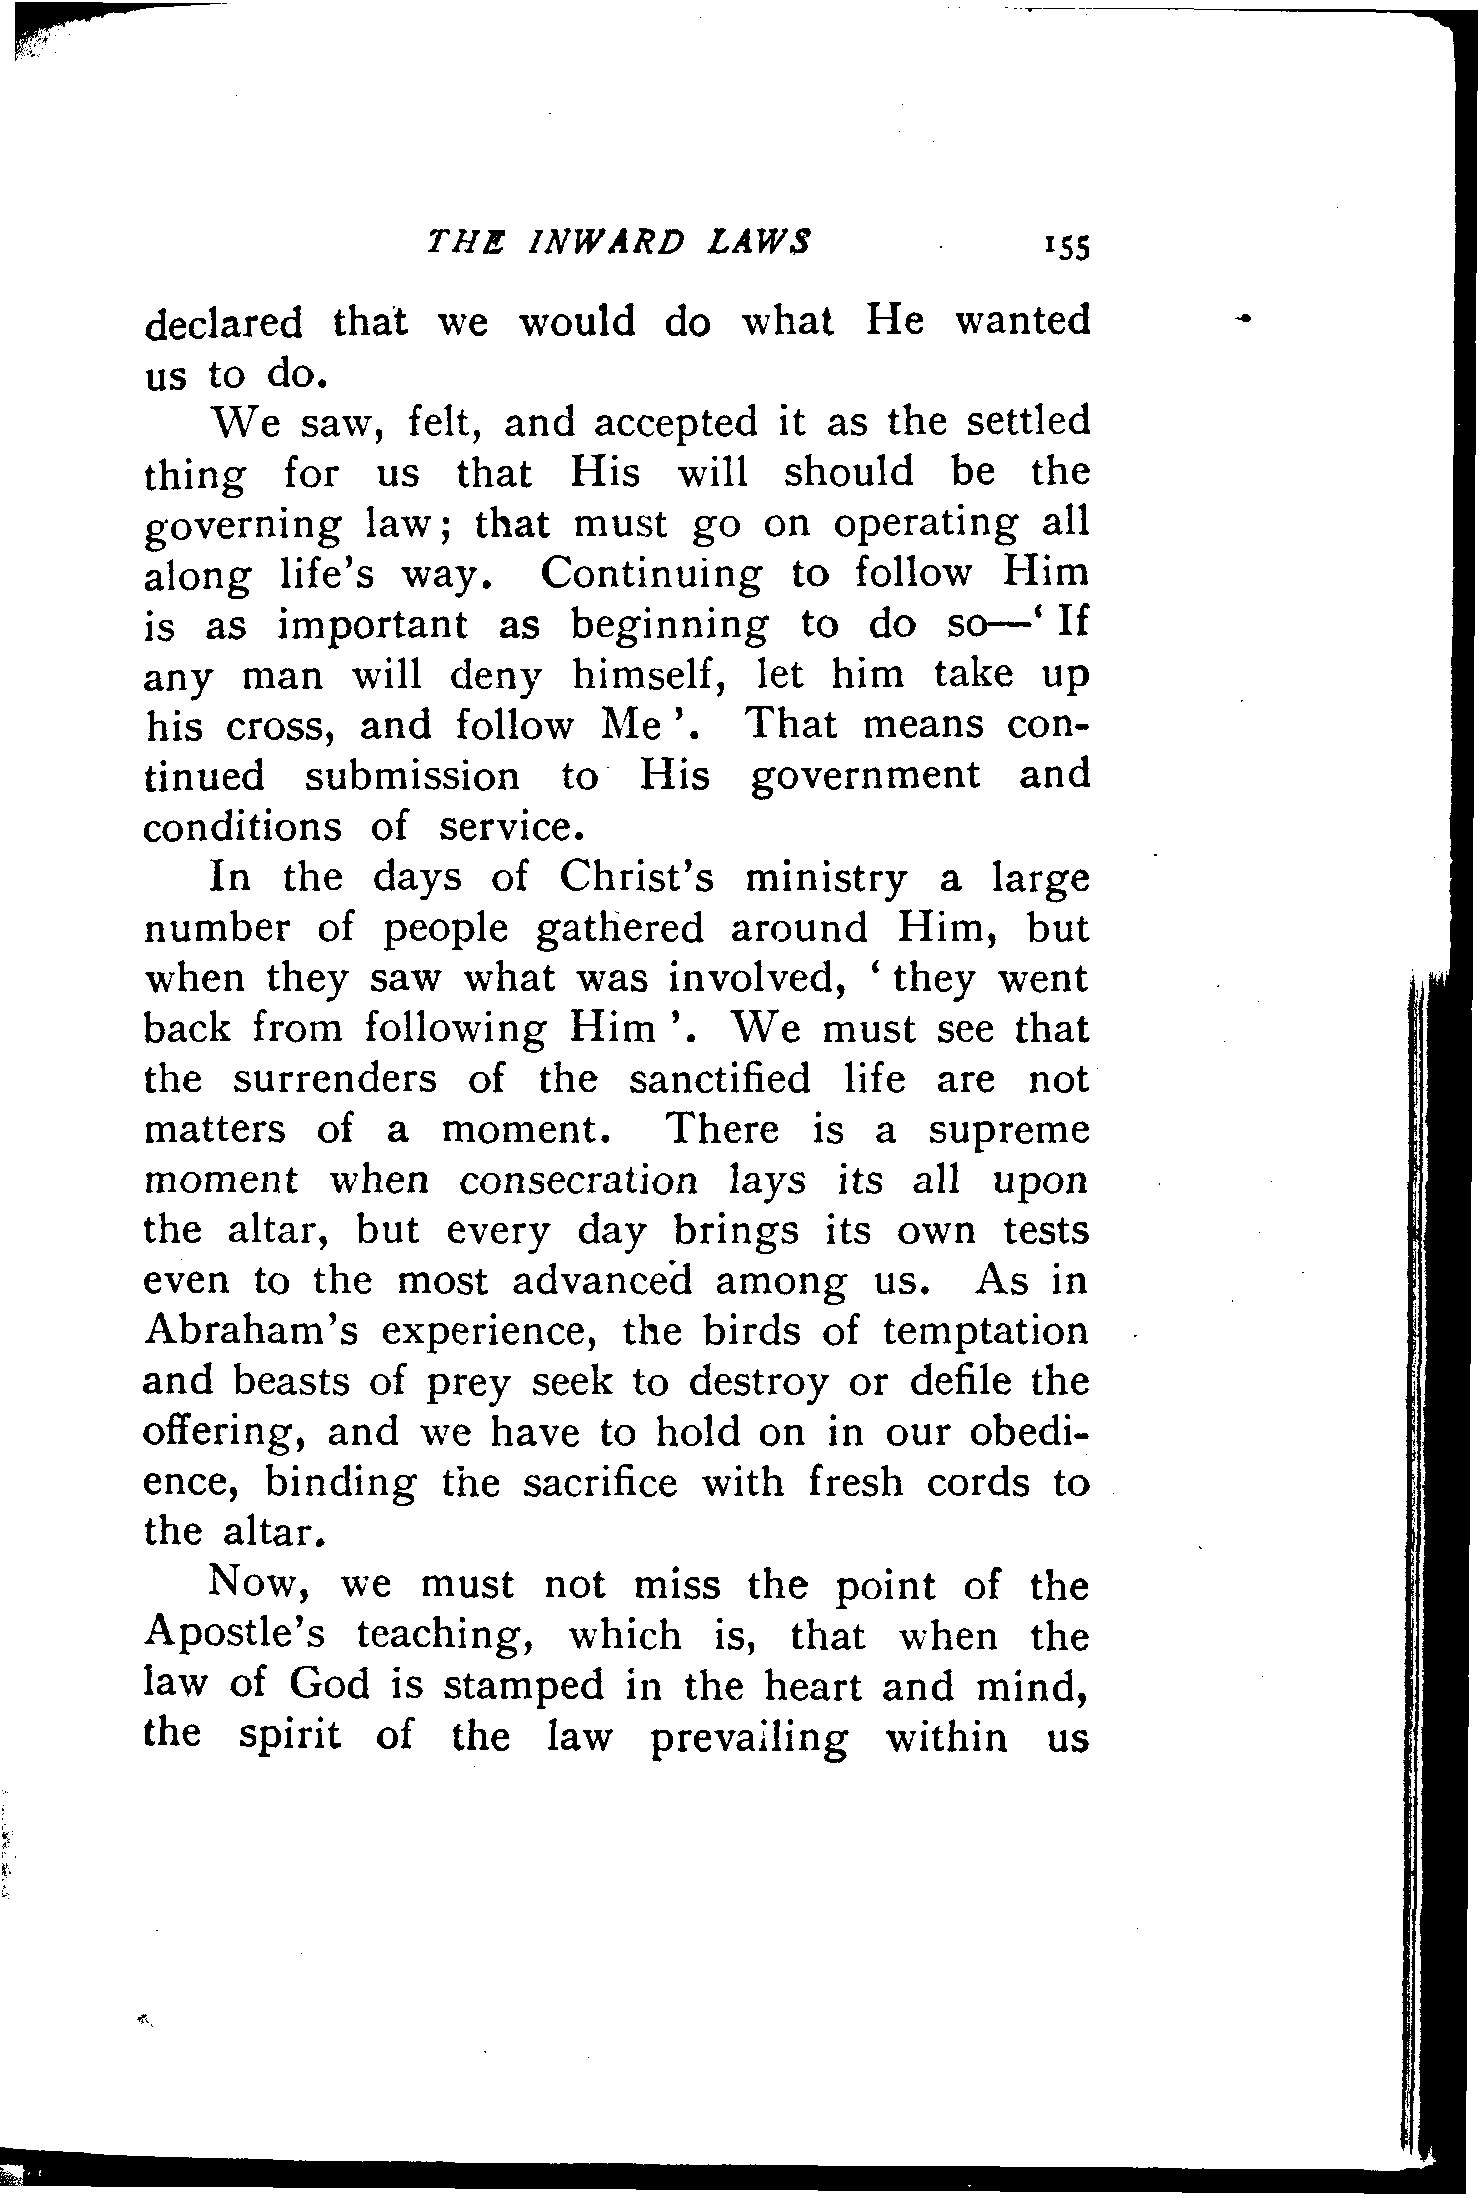 THE INWARD LAWS 155
declared that we would do what He wanted
us to do.
We saw, felt, and accepted it as the settled
thing for us that His will should be the
governing law; that must go on operating all
along life's way. Continuing to follow Him
is as important as beginning to do so—‘ If
any man will deny himself, let him take up
his cross, and follow Me ’. That means con-
tinued submission to His government and
conditions of service.
In the days of Christ's ministry a large
number of people gathered around Him, but
when they saw what was involved, ‘ they went
back from following Him ’. We must see that
the surrenders of the sanctified life are not
matters of a moment. There is a supreme
moment when consecration lays its all upon
the altar, but every day brings its own tests
even to the most advanced among us. As in
Abraham's experience, the birds of temptation
and beasts of prey seek to destroy or defile the
offering, and we have to hold on in our obedi-
ence, binding the sacrifice with fresh cords to
the altar.
Now, we must not miss the point of the
Apostle's teaching, which is, that when the
law of God is stamped in the heart and mind,
the spirit of the law prevailing within us